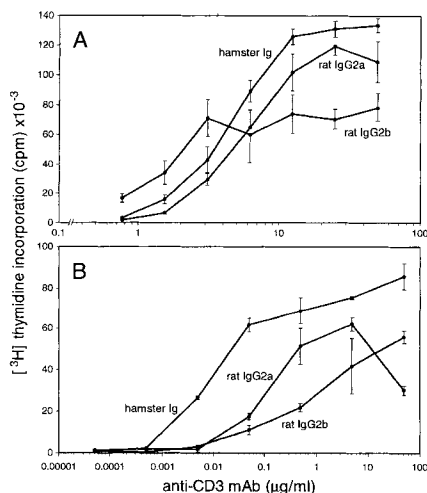 140
120
100
80
60
40
20
0
A
hamster Ig
rat IgG2a
rat IgG2b
0.1
1
10
100
[³H] thymidine incorporation (cpm) x10⁻³
100
80
60
40
20
0
B
hamster Ig
rat IgG2a
rat IgG2b
0.00001
0.0001
0.001
0.01
0.1
1
10
100
anti-CD3 mAb (µg/ml)